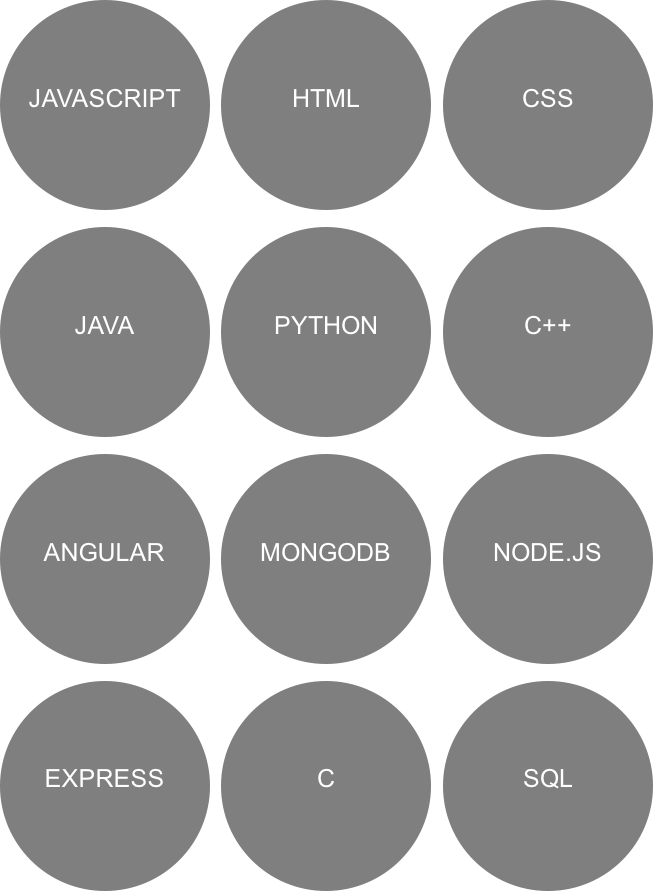 JAVASCRIPT
HTML
CSS
JAVA
PYTHON
C++
ANGULAR
MONGODB
NODE.JS
EXPRESS
C
SQL